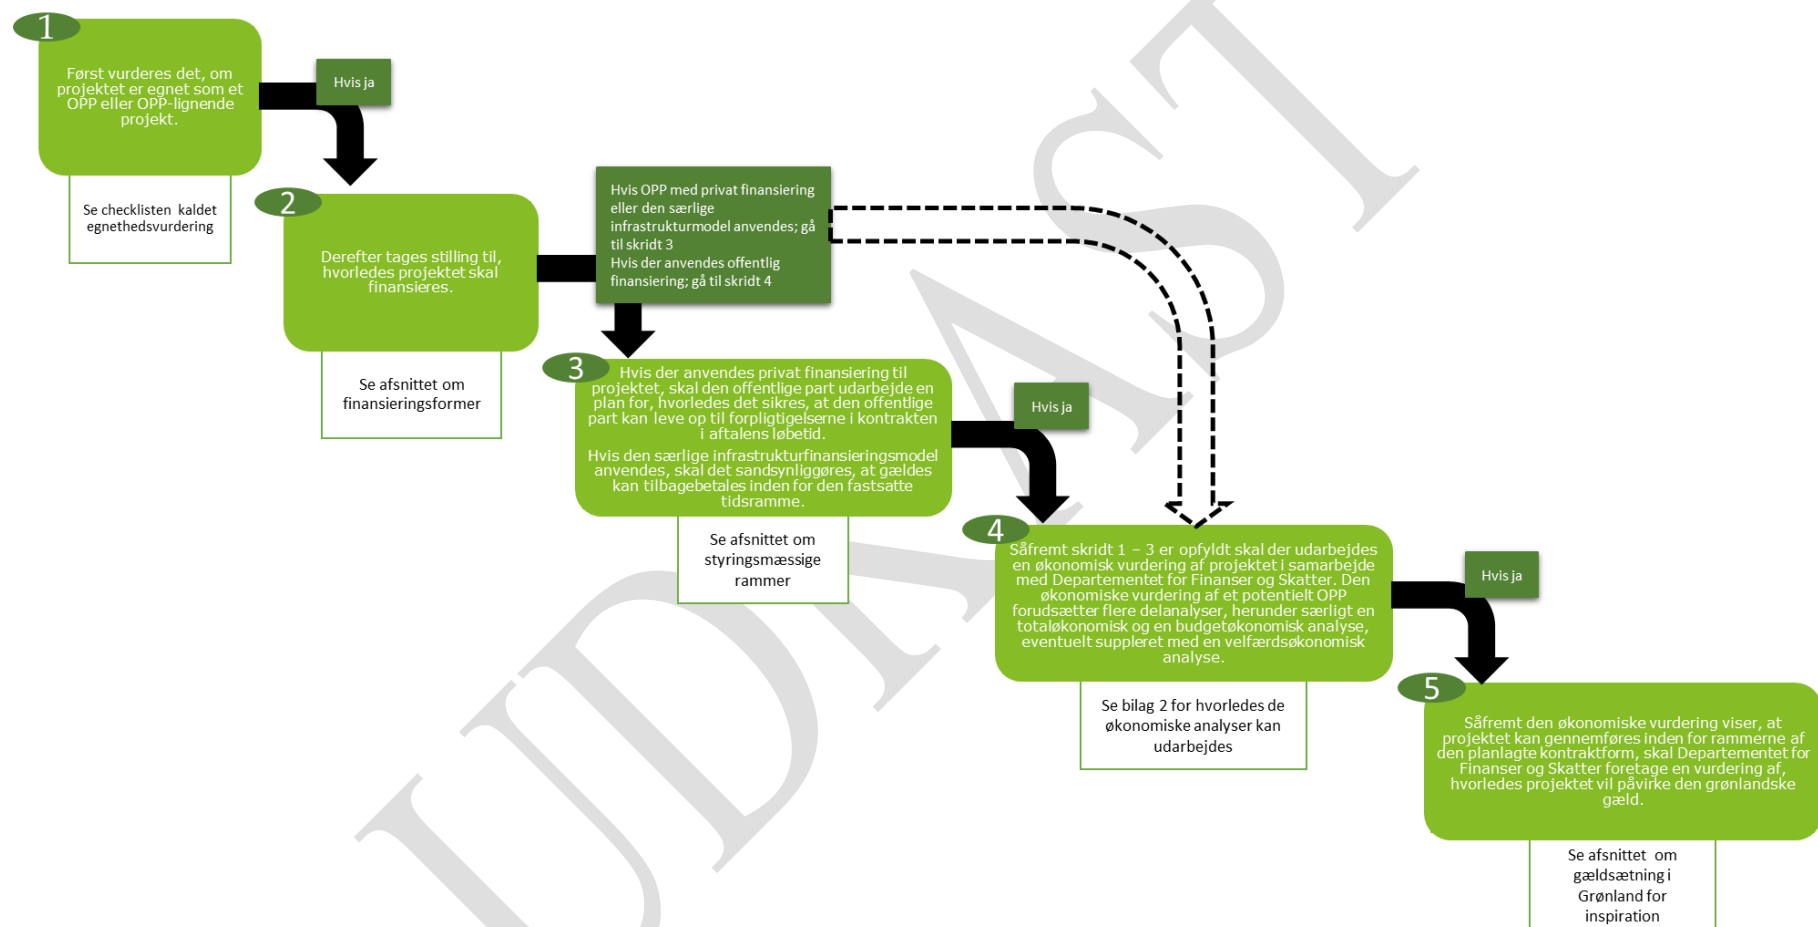 1
Først vurderes det, om
projektet er egnet som et
OPP eller OPP-lignende
projekt.
Hvis ja
Se checklisten kaldet
egnethedsvurdering
2
Derefter tages stilling til,
hvorledes projektet skal
finansieres.
Se afsnittet om
finansieringsformer
Hvis OPP med privat finansiering
eller den særlige
infrastrukturmodel anvendes; gå
til skridt 3
Hvis der anvendes offentlig
finansiering; gå til skridt 4
3
Hvis der anvendes privat finansiering til
projektet, skal den offentlige part udarbejde en
plan for, hvorledes det sikres, at den offentlige
part kan leve op til forpligtigelserne i kontrakten
i aftalens løbetid.
Hvis den særlige infrastrukturfinansieringsmodel
anvendes, skal det sandsynliggøres, at gældes
kan tilbagebetales inden for den fastsatte
tidsramme.
Hvis ja
Se afsnittet om
styringsmæssige
rammer
4
Såfremt skridt 1 – 3 er opfyldt skal der udarbejdes
en økonomisk vurdering af projektet i samarbejde
med Departementet for Finanser og Skatter. Den
økonomiske vurdering af et potentielt OPP
forudsætter flere delanalyser, herunder særligt en
totaløkonomisk og en budgetøkonomisk analyse,
eventuelt suppleret med en velfærdsøkonomisk
analyse.
Hvis ja
Se bilag 2 for hvorledes de
økonomiske analyser kan
udarbejdes
5
Såfremt den økonomiske vurdering viser, at
projektet kan gennemføres inden for rammerne af
den planlagte kontraktform, skal Departementet for
Finanser og Skatter foretage en vurdering af,
hvorledes projektet vil påvirke den grønlandske
gæld.
Se afsnittet om
gældsætning i
Grønland for
inspiration
UDKAST